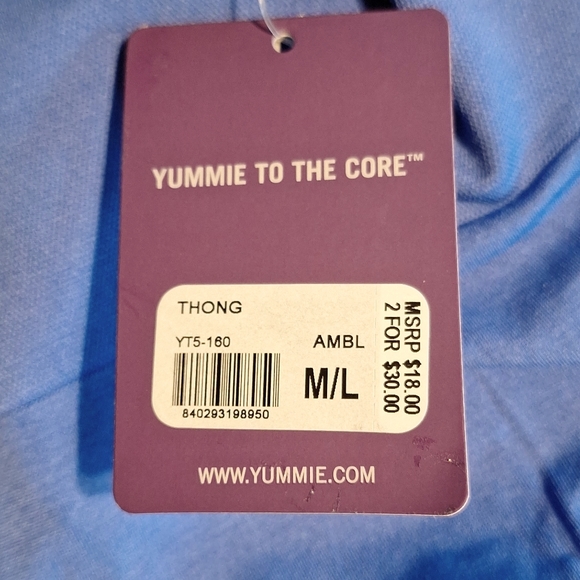 YUMMIE TO THE CORE™
THONG
YT5-160
AMBL
M/L
840293198950
MSRP $18.00
2 FOR $30.00
WWW.YUMMIE.COM